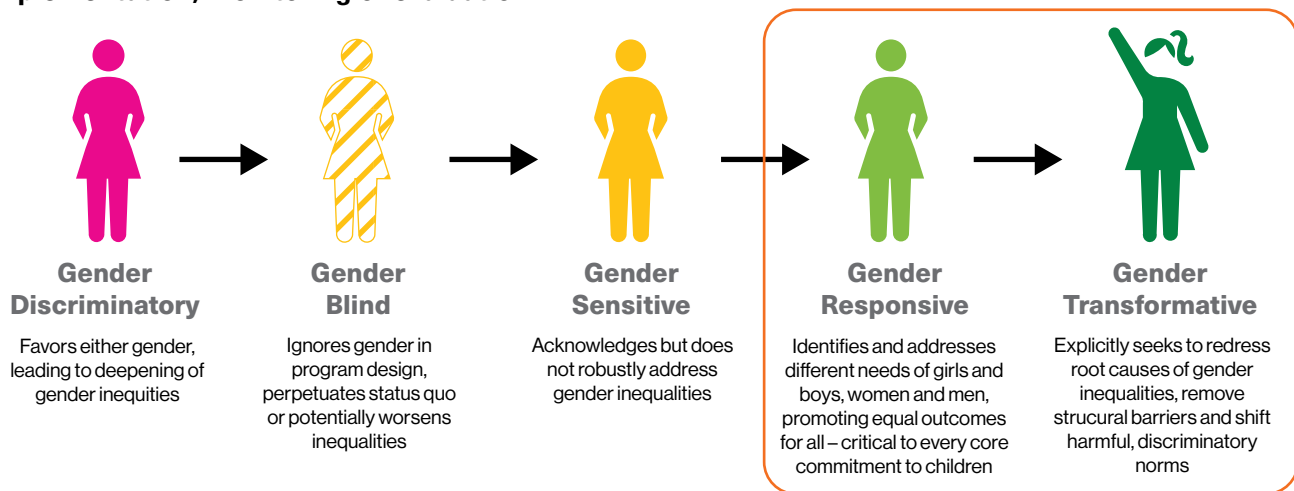 Gender
Discriminatory
Favors either gender,
leading to deepening of
gender inequities
Gender
Blind
Ignores gender in
program design,
perpetuates status quo
or potentially worsens
inequalities
Gender
Sensitive
Acknowledges but does
not robustly address
gender inequalities
Gender
Responsive
Identifies and addresses
different needs of girls and
boys, women and men,
promoting equal outcomes
for all – critical to every core
commitment to children
Gender
Transformative
Explicitly seeks to redress
root causes of gender
inequalities, remove
strucural barriers and shift
harmful, discriminatory
norms